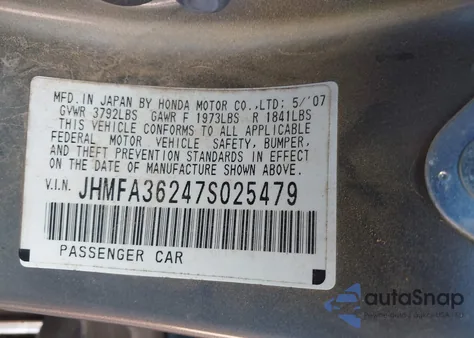 MFD. IN JAPAN BY HONDA MOTOR CO.,LTD: 5/'07
GVWR 3792LBS GAWR F 1973LBS R 1841LBS
THIS VEHICLE CONFORMS TO ALL APPLICABLE
FEDERAL MOTOR VEHICLE SAFETY, BUMPER,
AND THEFT PREVENTION STANDARDS IN EFFECT
ON THE DATE OF MANUFACTURE SHOWN ABOVE.
V.I.N. JHMFA36247S025479
PASSENGER CAR
autoSnap